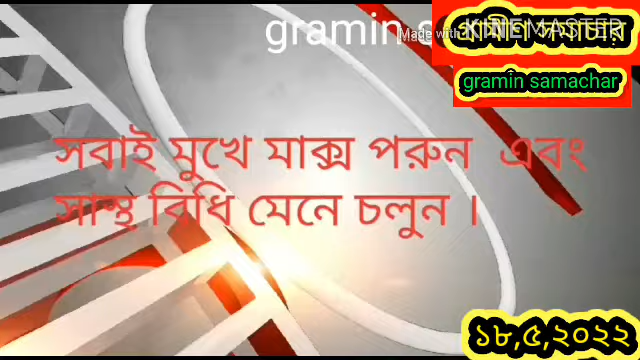 gramin
Made with KINEMASTER
gramin samachar
সবাই মুখে মাক্স পরুন এবং
সাস্থ বিধি মেনে চলুন ।
১৮,৫,২০২২